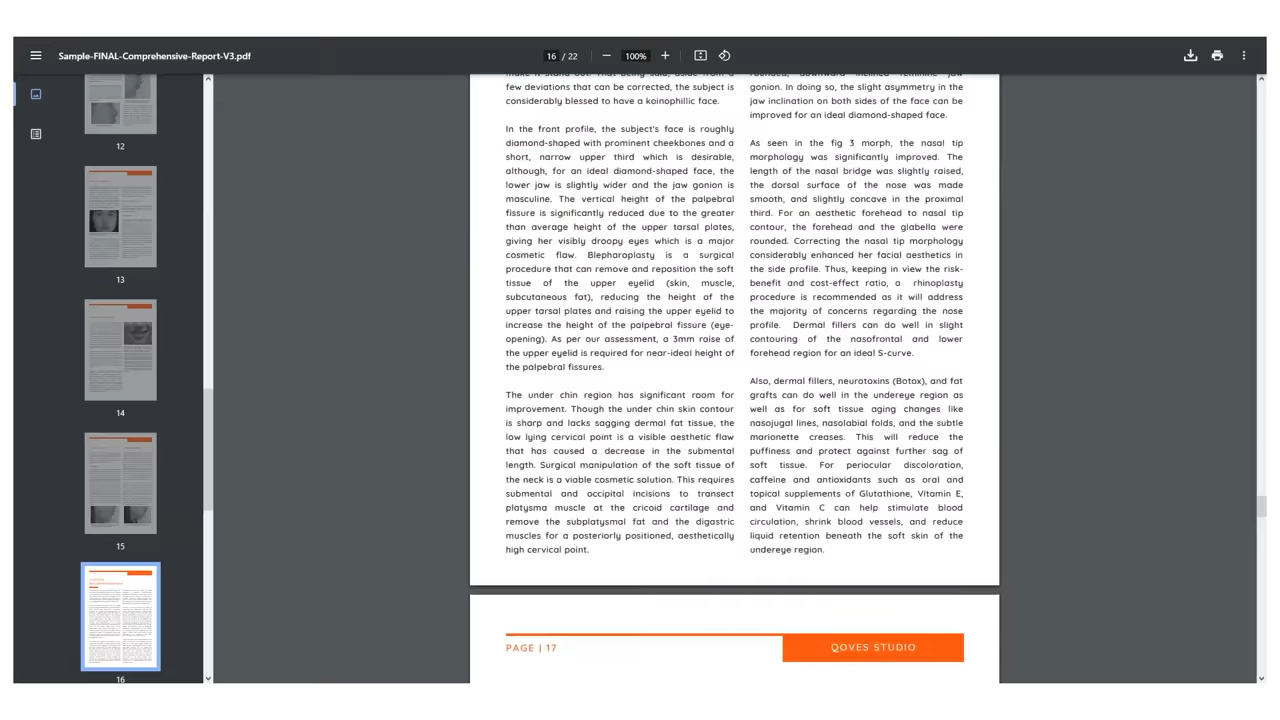 Sample-FINAL-Comprehensive-Report-V3.pdf
16 / 22
100%
12
13
14
15
16
make it stand out. That being said, aside from a
few deviations that can be corrected, the subject is
considerably blessed to have a koinophillic face.
In the front profile, the subject's face is roughly
diamond-shaped with prominent cheekbones and a
short, narrow upper third which is desirable,
although, for an ideal diamond-shaped face, the
lower jaw is slightly wider and the jaw gonion is
masculine. The vertical height of the palpebral
fissure is significantly reduced due to the greater
than average height of the upper tarsal plates,
giving her visibly droopy eyes which is a major
cosmetic flaw. Blepharoplasty is a surgical
procedure that can remove and reposition the soft
tissue of the upper eyelid (skin, muscle,
subcutaneous fat), reducing the height of the
upper tarsal plates and raising the upper eyelid to
increase the height of the palpebral fissure (eye-
opening). As per our assessment, a 3mm raise of
the upper eyelid is required for near-ideal height of
the palpebral fissures.
The under chin region has significant room for
improvement. Though the under chin skin contour
is sharp and lacks sagging dermal fat tissue, the
low lying cervical point is a visible aesthetic flaw
that has caused a decrease in the submental
length. Surgical manipulation of the soft tissue of
the neck is a viable cosmetic solution. This requires
submental and occipital incisions to transect
platysma muscle at the cricoid cartilage and
remove the subplatysmal fat and the digastric
muscles for a posteriorly positioned, aesthetically
high cervical point.
rounded, downward inclined feminine jaw
gonion. In doing so, the slight asymmetry in the
jaw inclination on both sides of the face can be
improved for an ideal diamond-shaped face.
As seen in the fig 3 morph, the nasal tip
morphology was significantly improved. The
length of the nasal bridge was slightly raised,
the dorsal surface of the nose was made
smooth, and slightly concave in the proximal
third. For an aesthetic forehead to nasal tip
contour, the forehead and the glabella were
rounded. Correcting the nasal tip morphology
considerably enhanced her facial aesthetics in
the side profile. Thus, keeping in view the risk-
benefit and cost-effect ratio, a rhinoplasty
procedure is recommended as it will address
the majority of concerns regarding the nose
profile. Dermal fillers can do well in slight
contouring of the nasofrontal and lower
forehead region for an ideal S-curve.
Also, dermal fillers, neurotoxins (Botox), and fat
grafts can do well in the undereye region as
well as for soft tissue aging changes like
nasojugal lines, nasolabial folds, and the subtle
marionette creases. This will reduce the
puffiness and protect against further sag of
soft tissue. For periocular discoloration,
caffeine and antioxidants such as oral and
topical supplements of Glutathione, VItamin E,
and Vitamin C can help stimulate blood
circulation, shrink blood vessels, and reduce
liquid retention beneath the soft skin of the
undereye region.
PAGE | 17
QOVES STUDIO